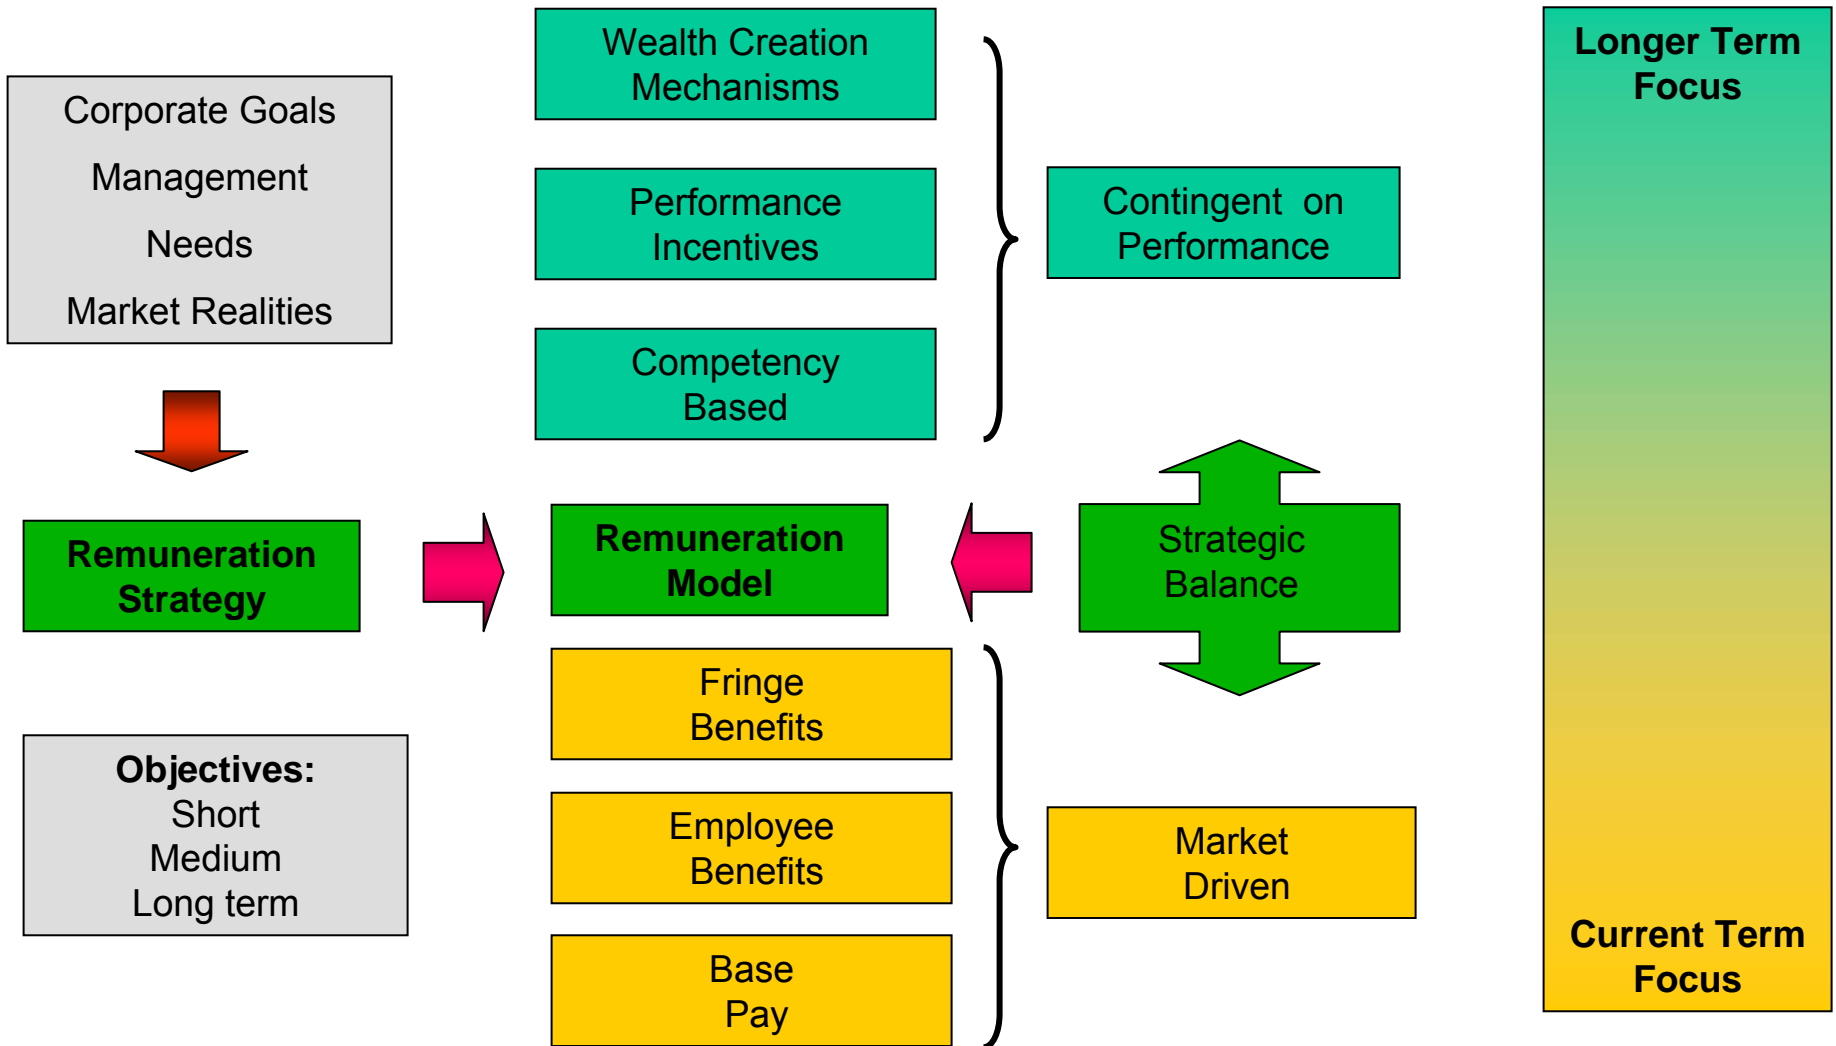 Corporate Goals
Management
Needs
Market Realities
Remuneration
Strategy
Objectives:
Short
Medium
Long term
Wealth Creation
Mechanisms
Performance
Incentives
Competency
Based
Remuneration
Model
Fringe
Benefits
Employee
Benefits
Base
Pay
Contingent on
Performance
Strategic
Balance
Market
Driven
Longer Term
Focus
Current Term
Focus